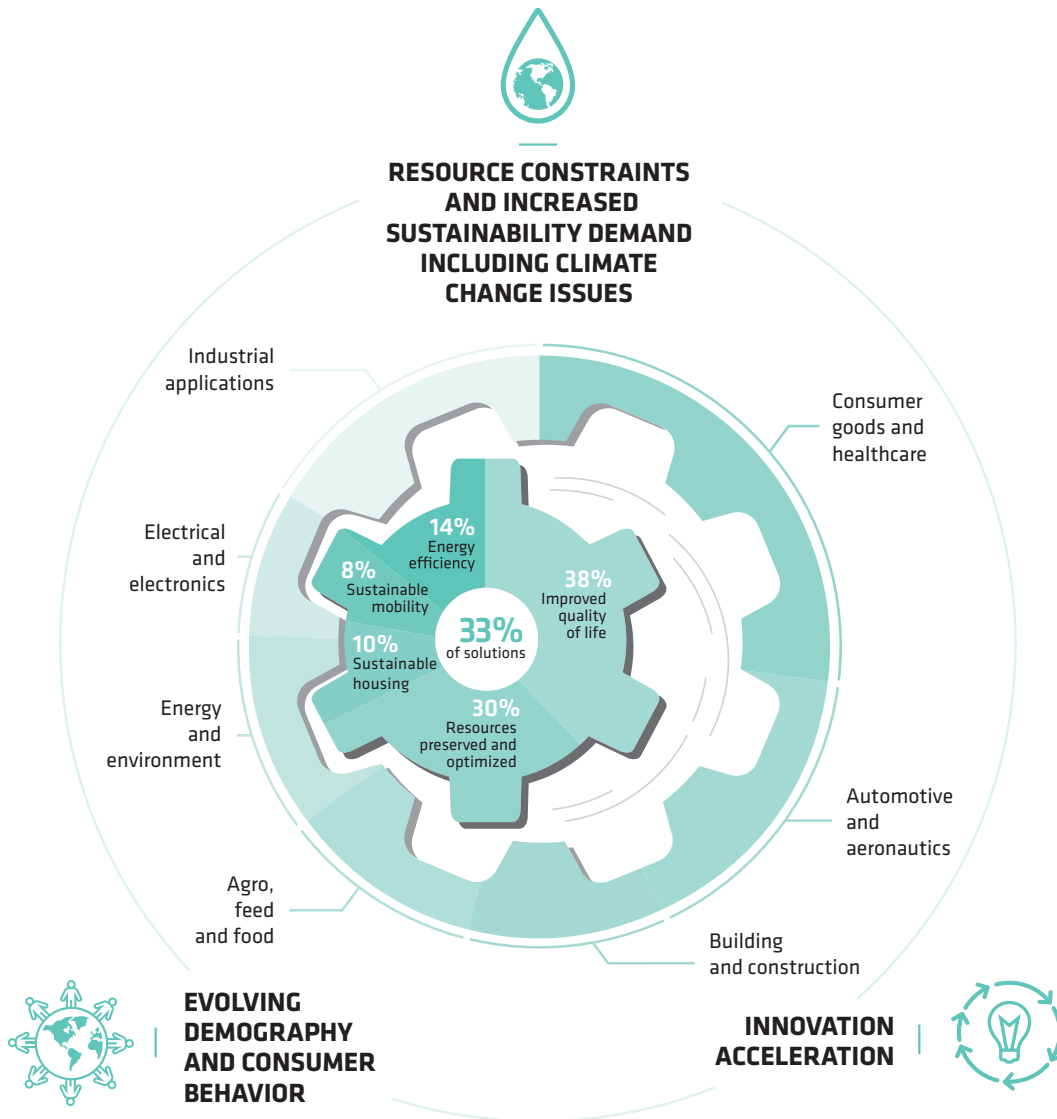 RESOURCE CONSTRAINTS
AND INCREASED
SUSTAINABILITY DEMAND
INCLUDING CLIMATE
CHANGE ISSUES
Industrial
applications
Consumer
goods and
healthcare
Electrical
and
electronics
14%
Energy
efficiency
8%
Sustainable
mobility
38%
Improved
quality
of life
33%
of solutions
10%
Sustainable
housing
30%
Resources
preserved and
optimized
Energy
and
environment
Automotive
and
aeronautics
Agro,
feed
and food
Building
and construction
EVOLVING
DEMOGRAPHY
AND CONSUMER
BEHAVIOR
INNOVATION
ACCELERATION